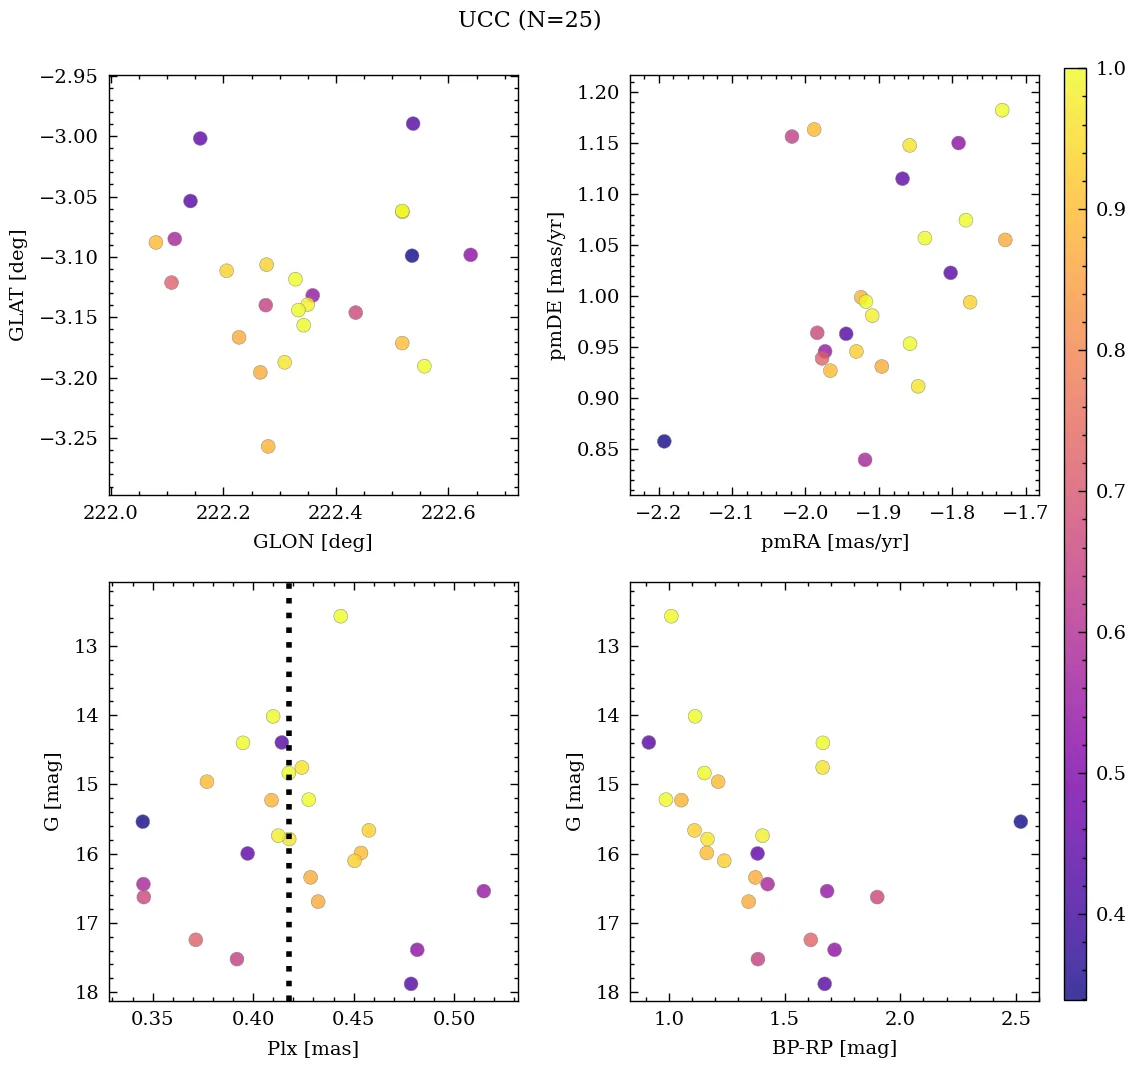 UCC (N=25)
−2.95
−3.00
−3.05
−3.10
−3.15
−3.20
−3.25
GLAT [deg]
222.0 222.2 222.4 222.6
GLON [deg]
1.20
1.15
1.10
1.05
1.00
0.95
0.90
0.85
pmDE [mas/yr]
−2.2 −2.1 −2.0 −1.9 −1.8 −1.7
pmRA [mas/yr]
13
14
15
16
17
18
G [mag]
0.35 0.40 0.45 0.50
Plx [mas]
13
14
15
16
17
18
G [mag]
1.0 1.5 2.0 2.5
BP-RP [mag]
1.0
0.9
0.8
0.7
0.6
0.5
0.4